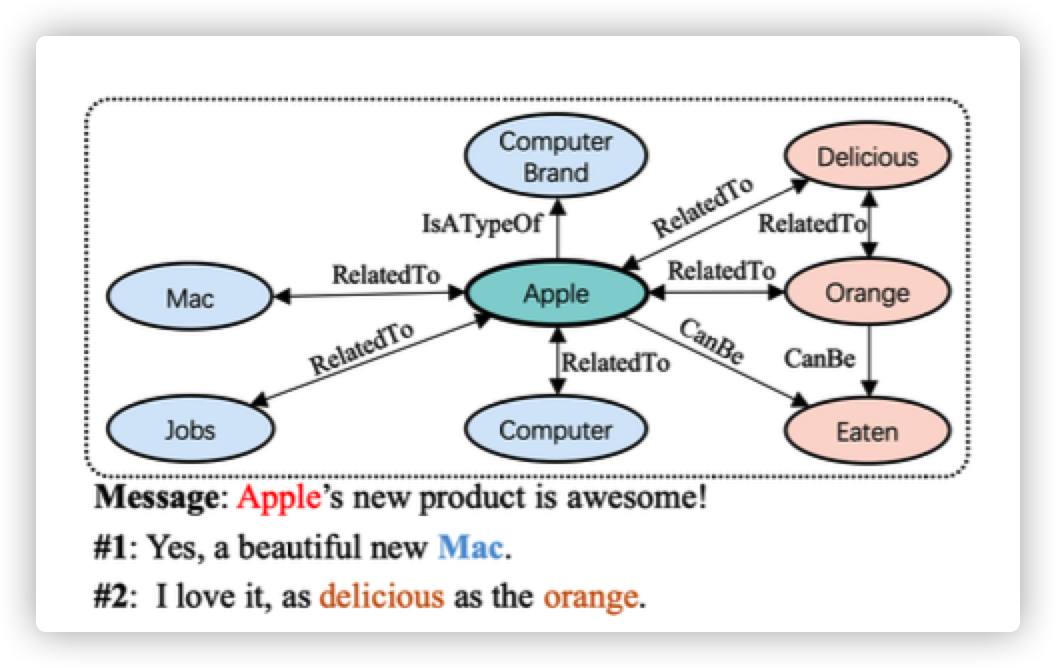 Computer
Brand
Delicious
IsATypeOf
RelatedTo
RelatedTo
Mac
RelatedTo
Apple
RelatedTo
Orange
RelatedTo
RelatedTo
CanBe
CanBe
Jobs
Computer
Eaten
Message: Apple's new product is awesome!
#1: Yes, a beautiful new Mac.
#2: I love it, as delicious as the orange.